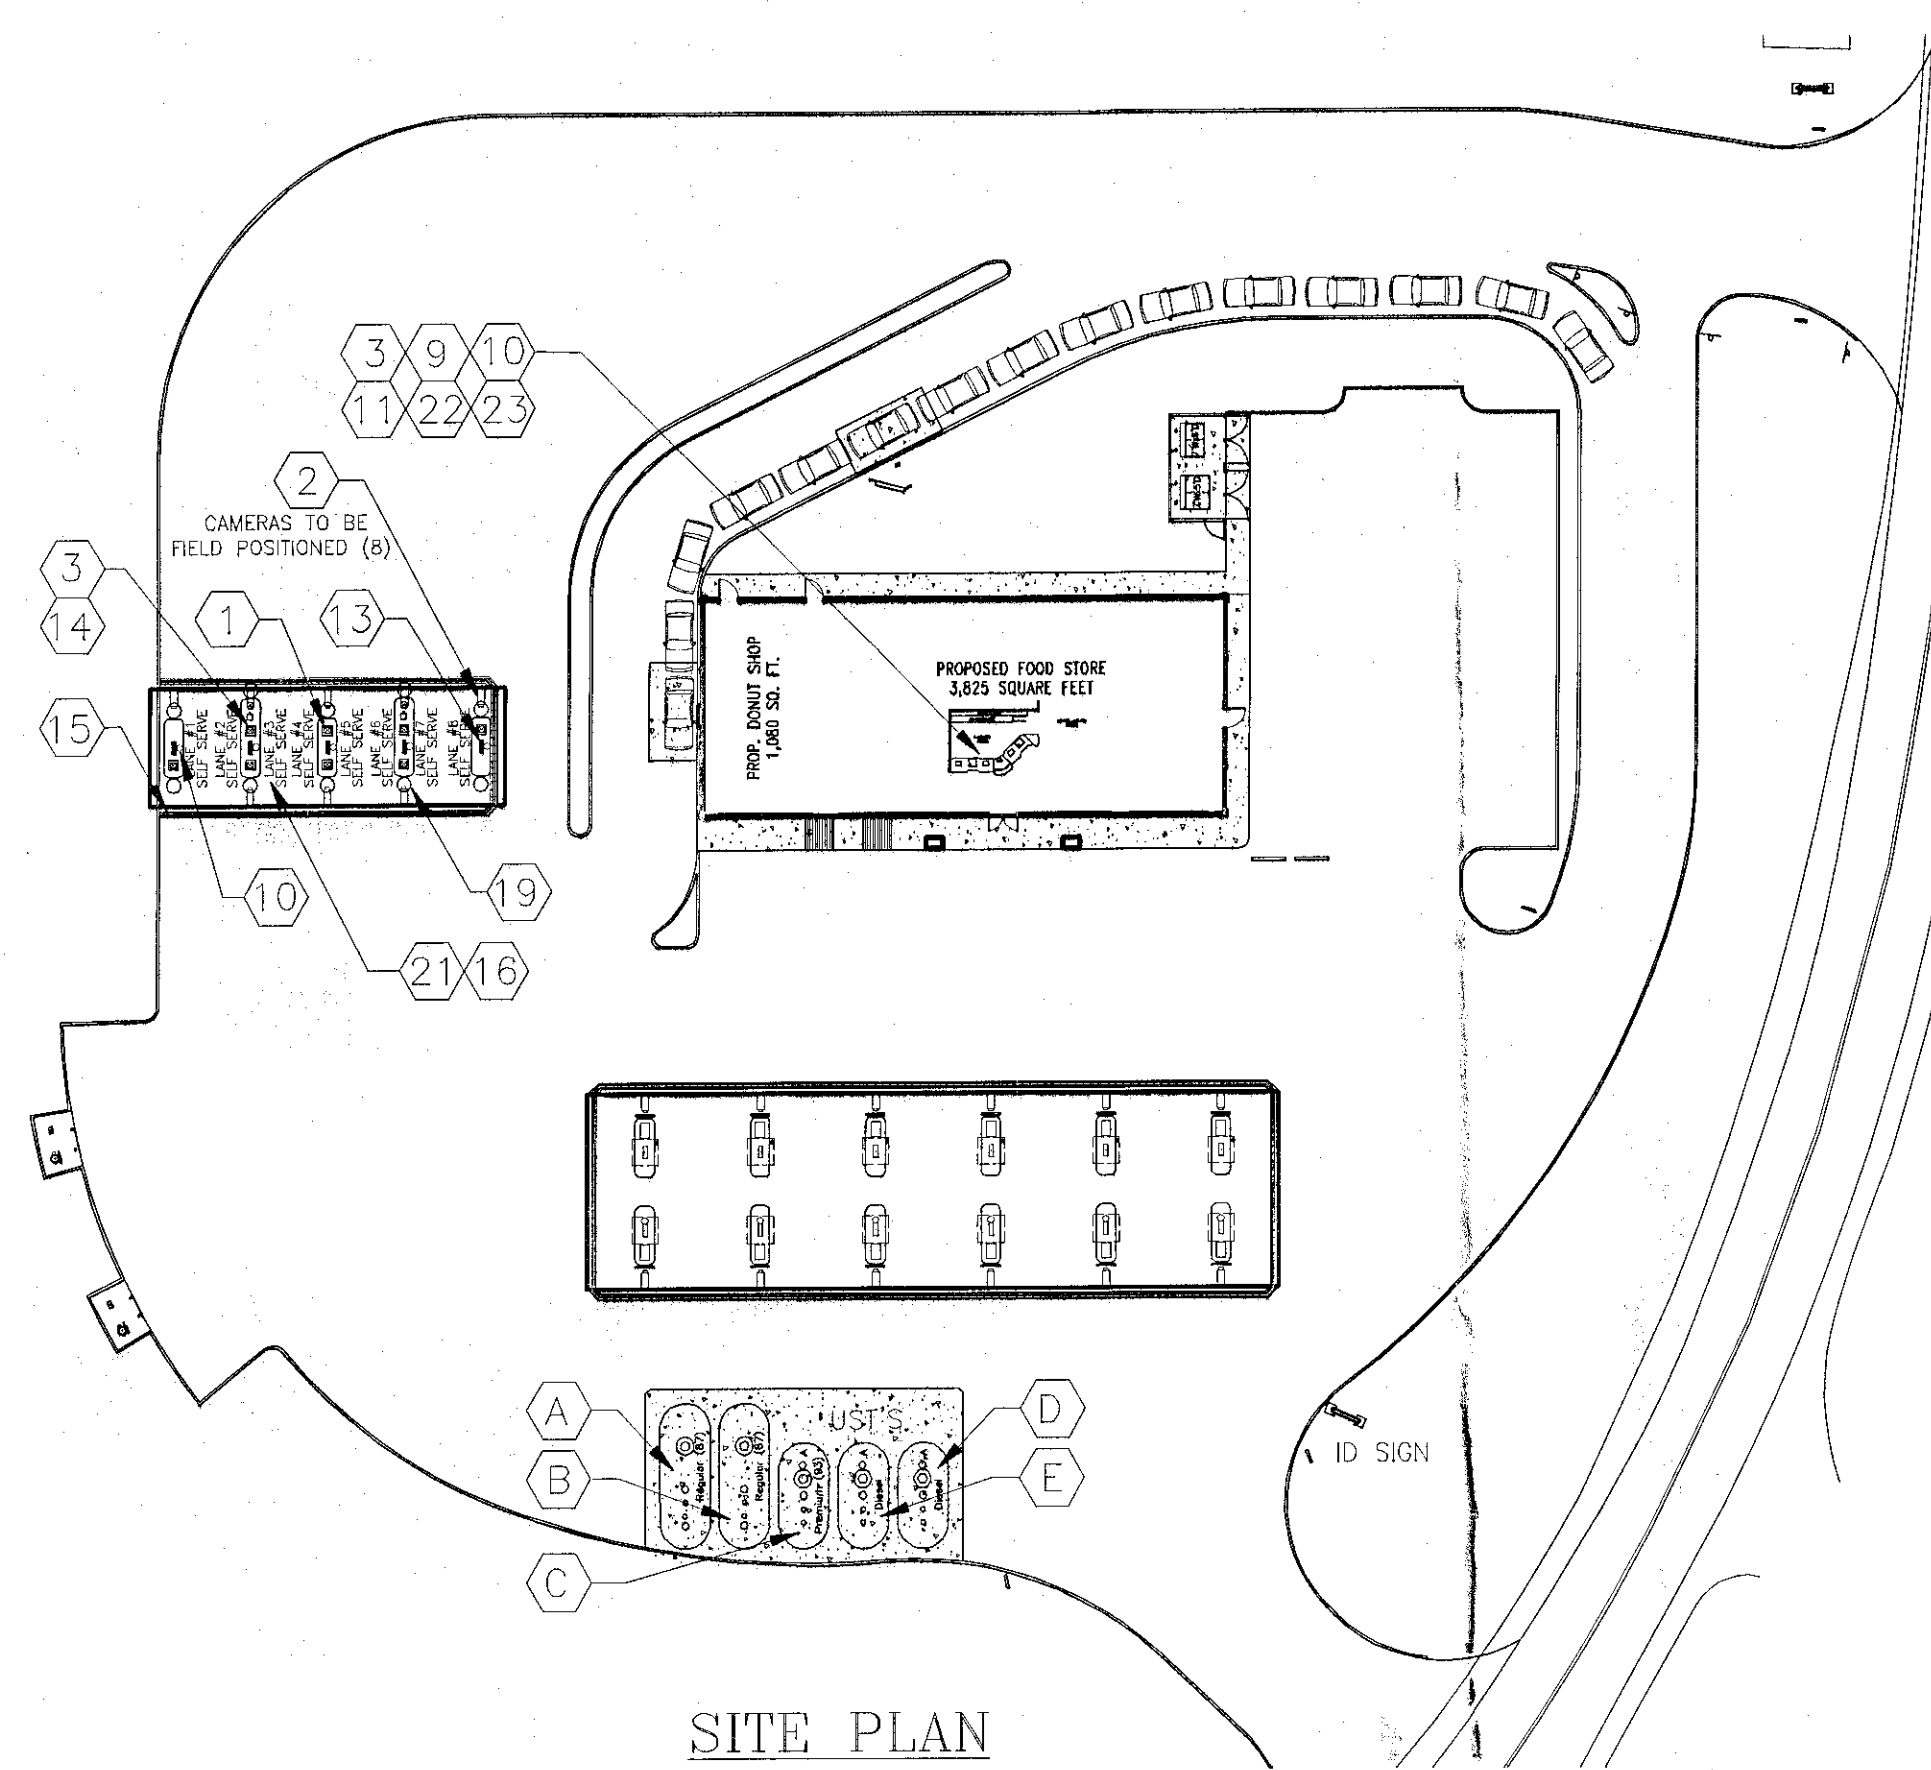 3 9 10
11 22 23
2
CAMERAS TO BE
FIELD POSITIONED (8)
3
14
1
13
15
LANE #1
SELF SERVE
LANE #2
SELF SERVE
LANE #3
SELF SERVE
LANE #4
SELF SERVE
LANE #5
SELF SERVE
LANE #6
SELF SERVE
LANE #7
SELF SERVE
LANE #8
SELF SERVE
PROP. DONUT SHOP
1,080 SQ. FT.
PROPOSED FOOD STORE
3,825 SQUARE FEET
10
19
21 16
A
B
C
UST'S
Regular (87)
Regular (87)
Premium (93)
A
Diesel
A
Diesel
A
D
E
ID SIGN
SITE PLAN